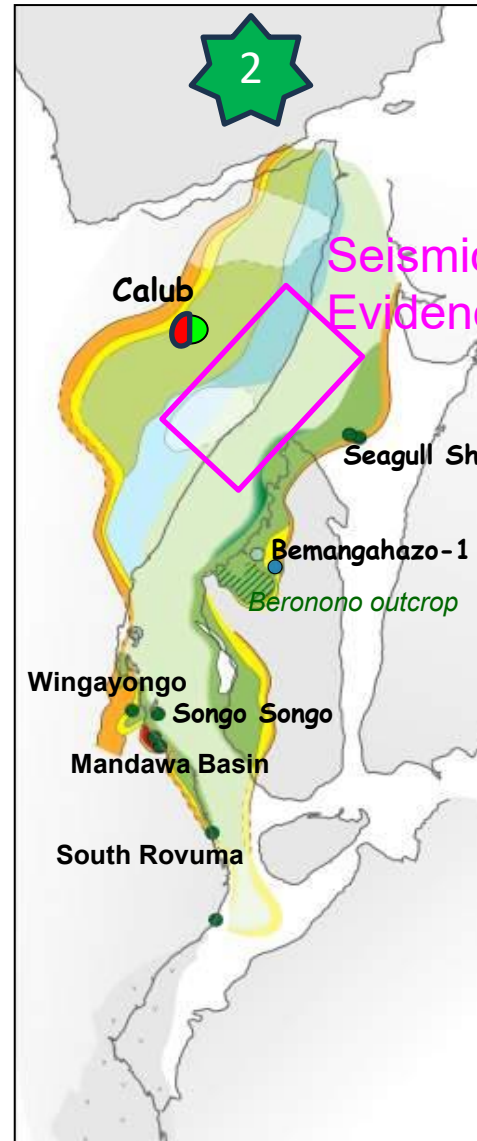 2
Seismic
Evidenc
Calub
Seagull Sh
Bemangahazo-1
Beronono outcrop
Wingayongo
Songo Songo
Mandawa Basin
South Rovuma